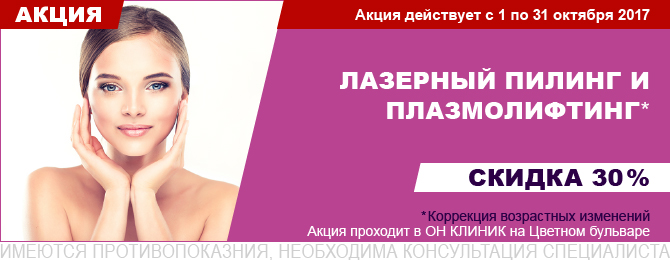 АКЦИЯ
Акция действует с 1 по 31 октября 2017
ЛАЗЕРНЫЙ ПИЛИНГ И
ПЛАЗМОЛИФТИНГ*
СКИДКА 30%
*Коррекция возрастных изменений
Акция проходит в ОН КЛИНИК на Цветном бульваре
ИМЕЮТСЯ ПРОТИВОПОКАЗНИЯ, НЕОБХОДИМА КОНСУЛЬТАЦИЯ СПЕЦИАЛИСТА